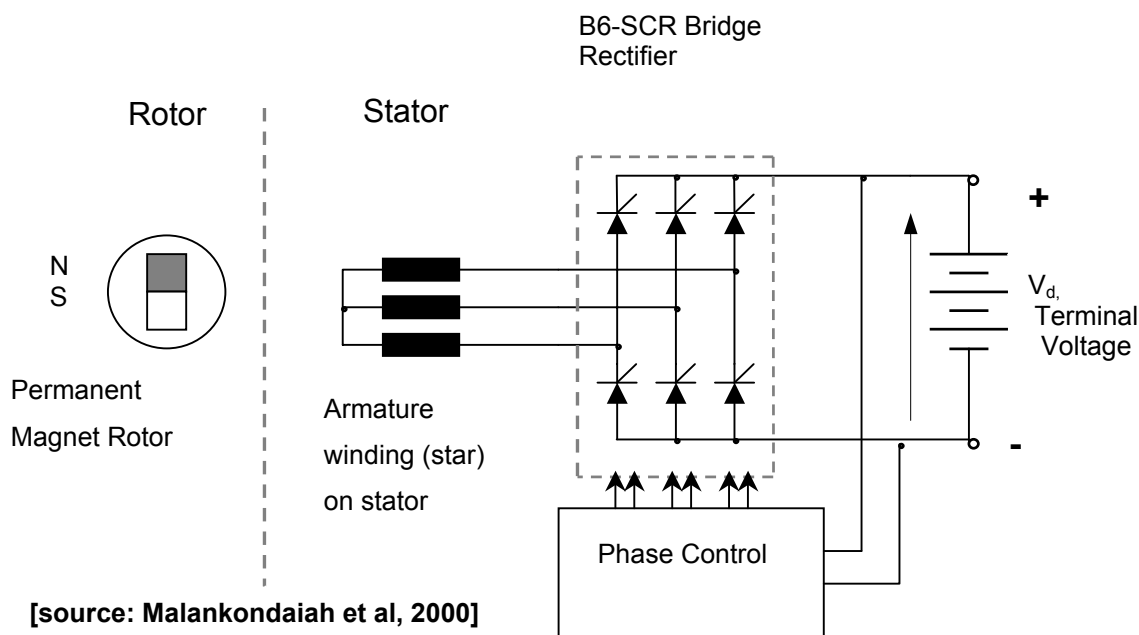 B6-SCR Bridge
Rectifier
Rotor
Stator
N
S
+
V_d,
Terminal
Voltage
-
Permanent
Magnet Rotor
Armature
winding (star)
on stator
Phase Control
[source: Malankondaiah et al, 2000]